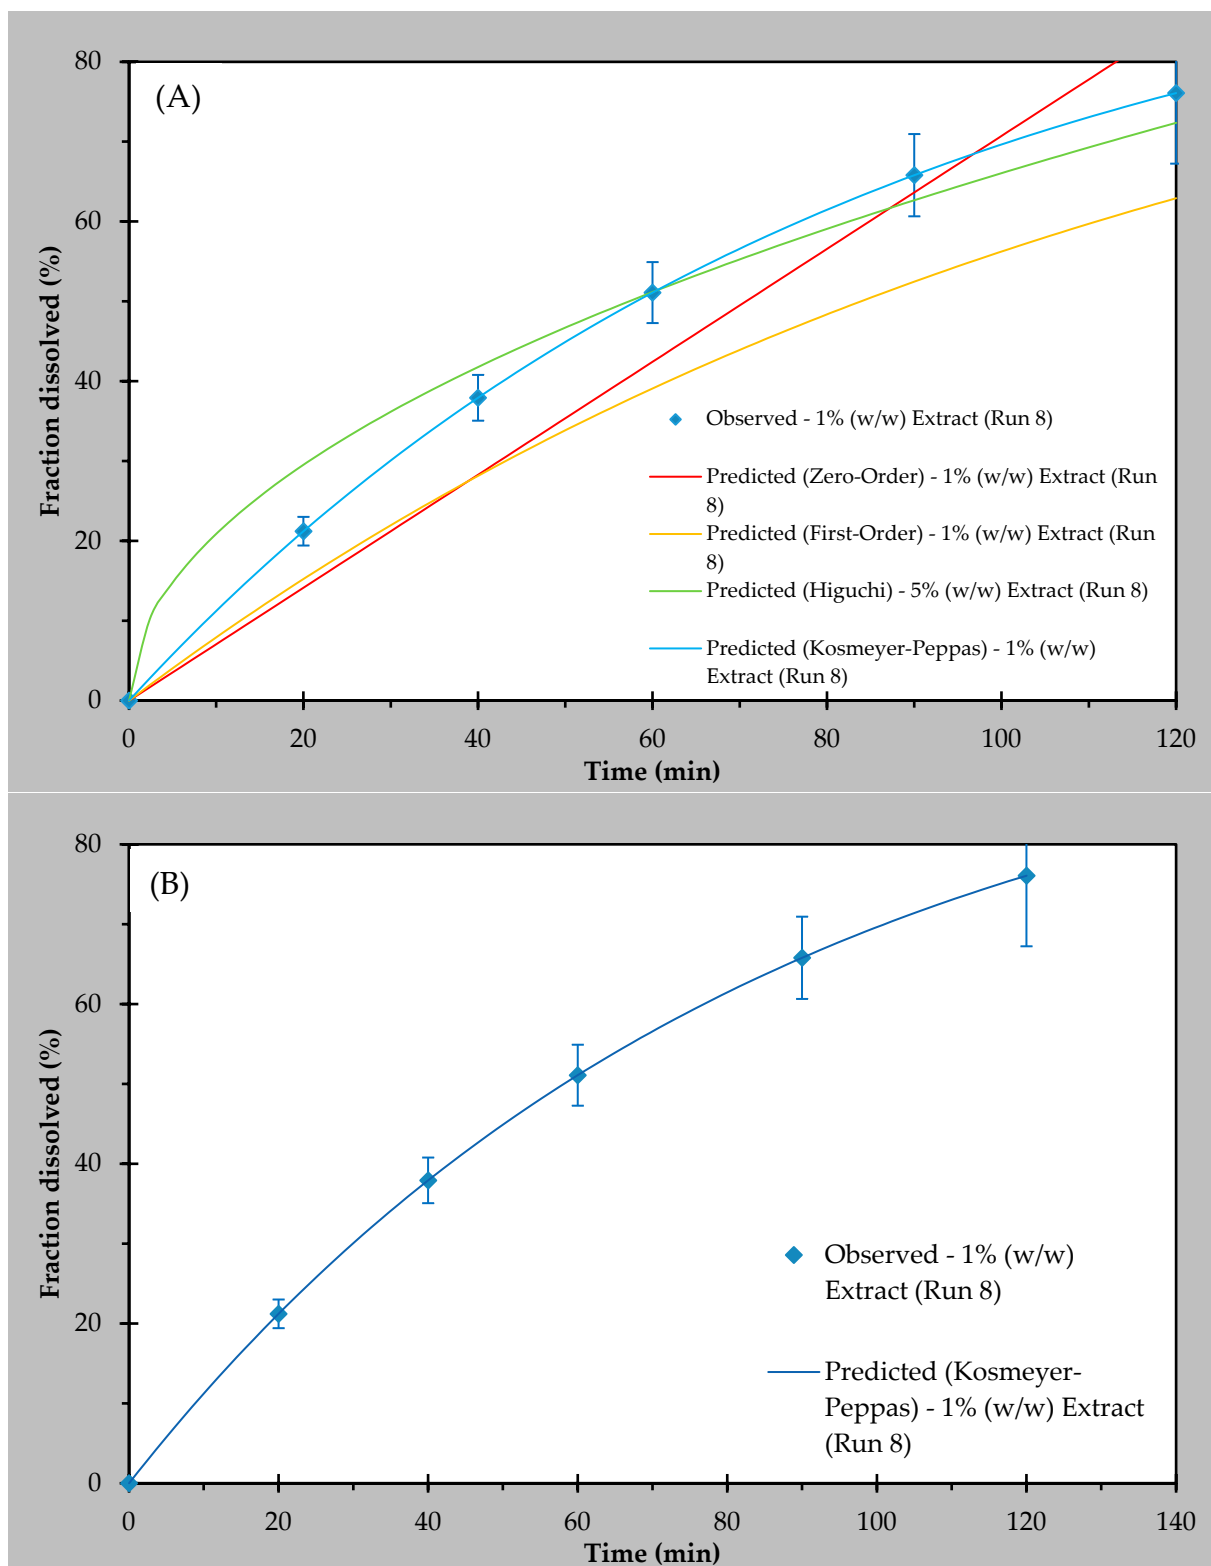 (A)
Fraction dissolved (%)
80
60
40
20
0
Observed - 1% (w/w) Extract (Run 8)
Predicted (Zero-Order) - 1% (w/w) Extract (Run
8)
Predicted (First-Order) - 1% (w/w) Extract (Run
8)
Predicted (Higuchi) - 5% (w/w) Extract (Run 8)
Predicted (Kosmeyer-Peppas) - 1% (w/w)
Extract (Run 8)
0 20 40 60 80 100 120
Time (min)
(B)
Fraction dissolved (%)
80
60
40
20
0
Observed - 1% (w/w)
Extract (Run 8)
Predicted (Kosmeyer-
Peppas) - 1% (w/w) Extract
(Run 8)
0 20 40 60 80 100 120 140
Time (min)